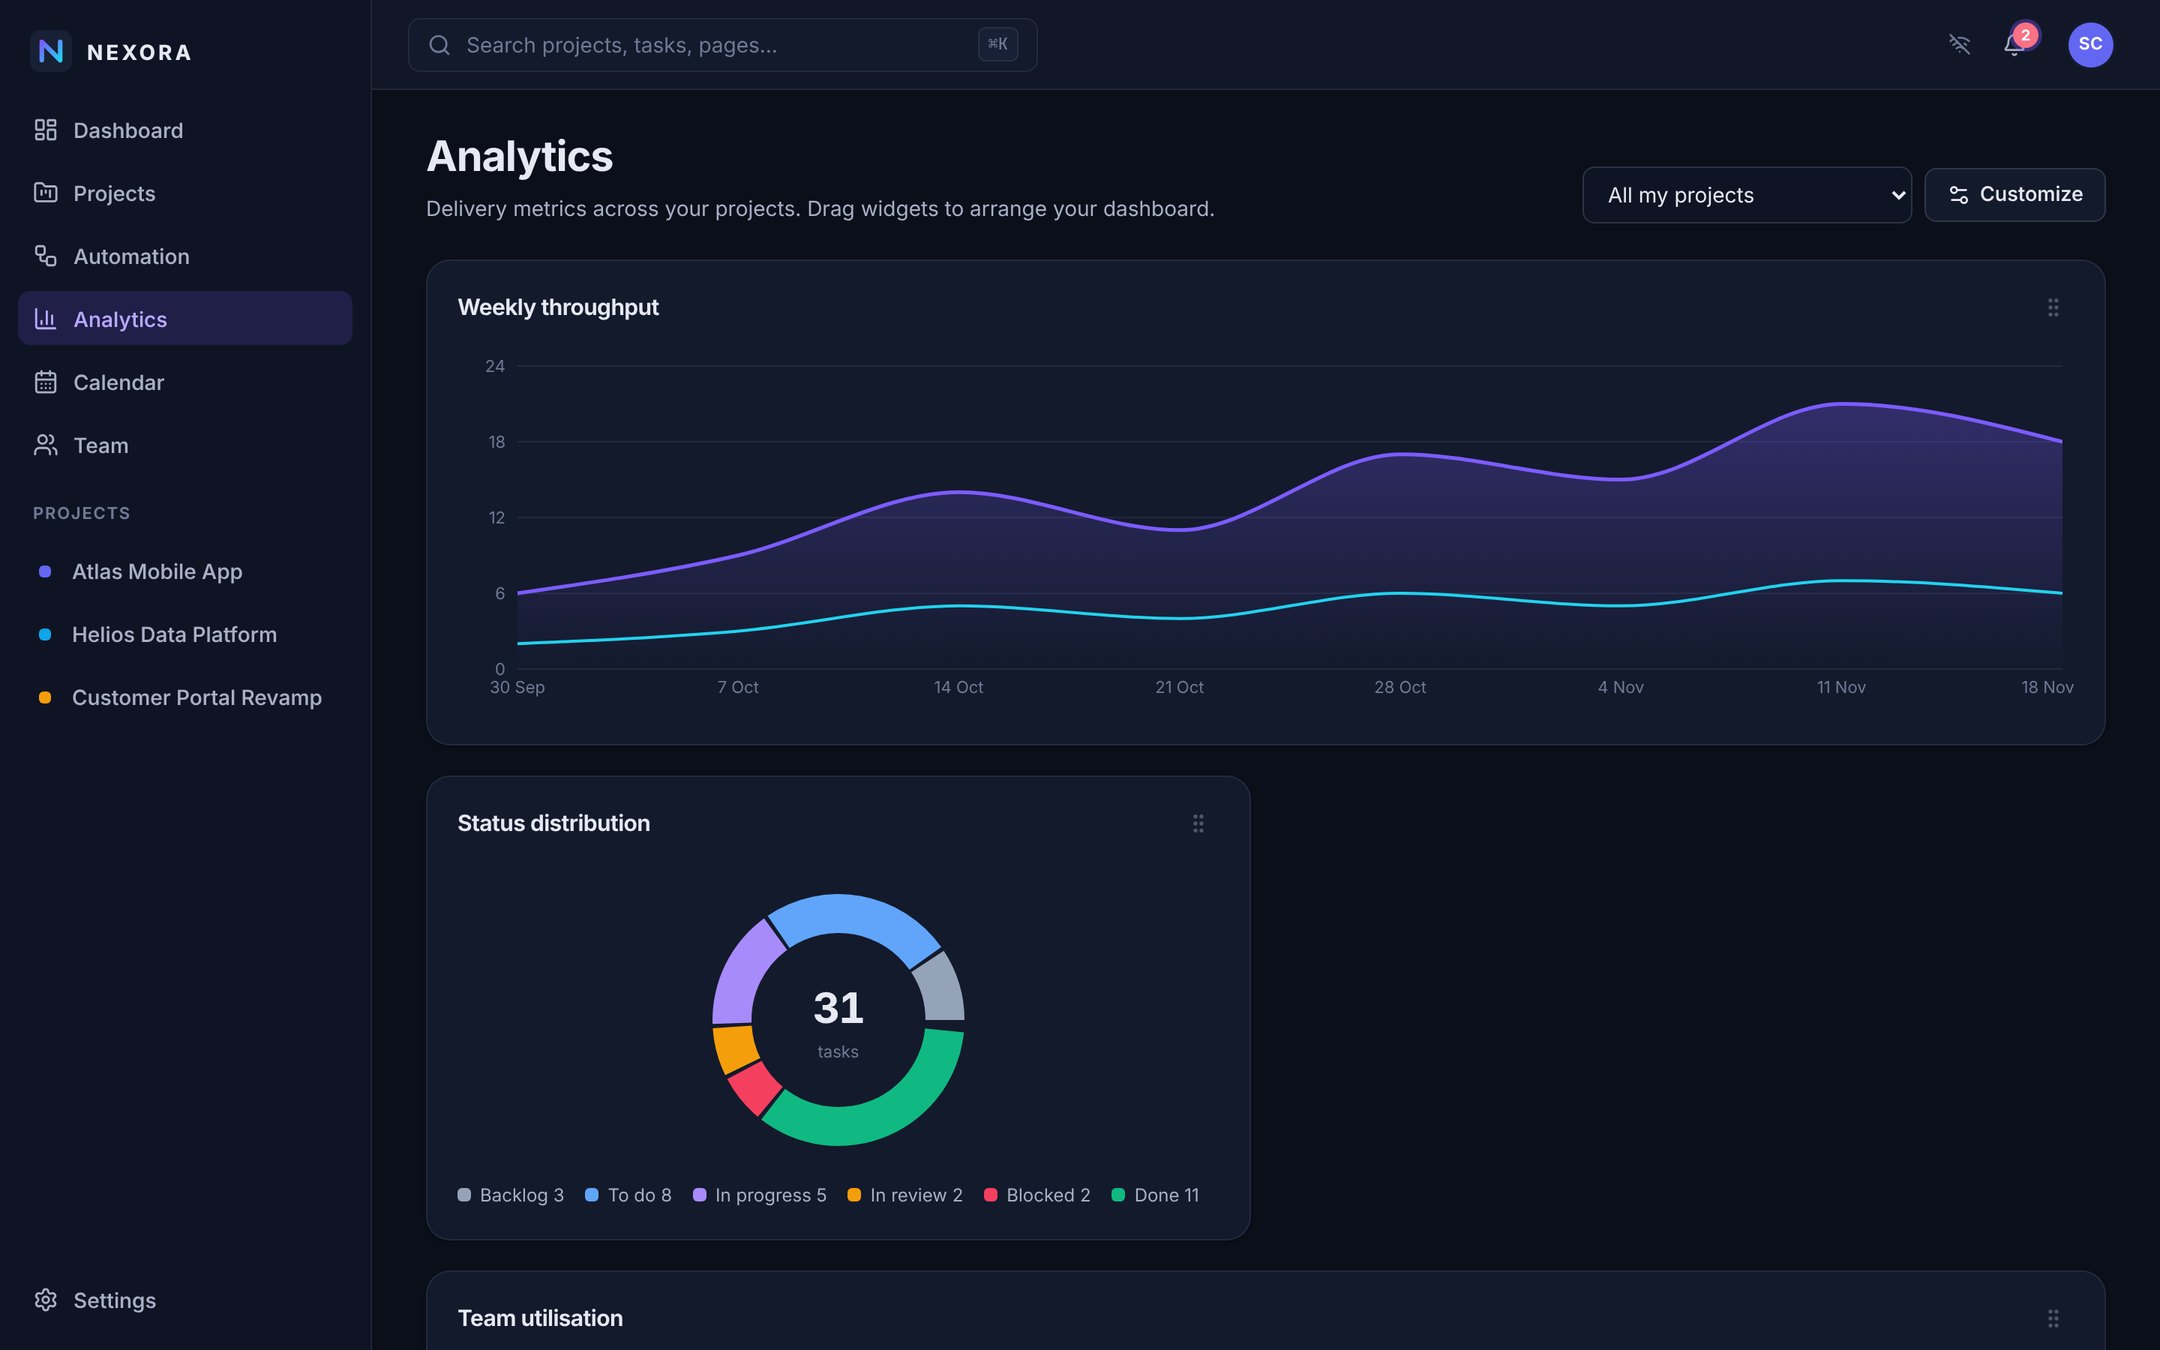 NEXORA
Dashboard
Projects
Automation
Analytics
Calendar
Team
PROJECTS
Atlas Mobile App
Helios Data Platform
Customer Portal Revamp
Settings
Search projects, tasks, pages...
⌘K
2
SC
Analytics
Delivery metrics across your projects. Drag widgets to arrange your dashboard.
All my projects
Customize
Weekly throughput
24
18
12
6
0
30 Sep 7 Oct 14 Oct 21 Oct 28 Oct 4 Nov 11 Nov 18 Nov
Status distribution
31
tasks
Backlog 3 To do 8 In progress 5 In review 2 Blocked 2 Done 11
Team utilisation